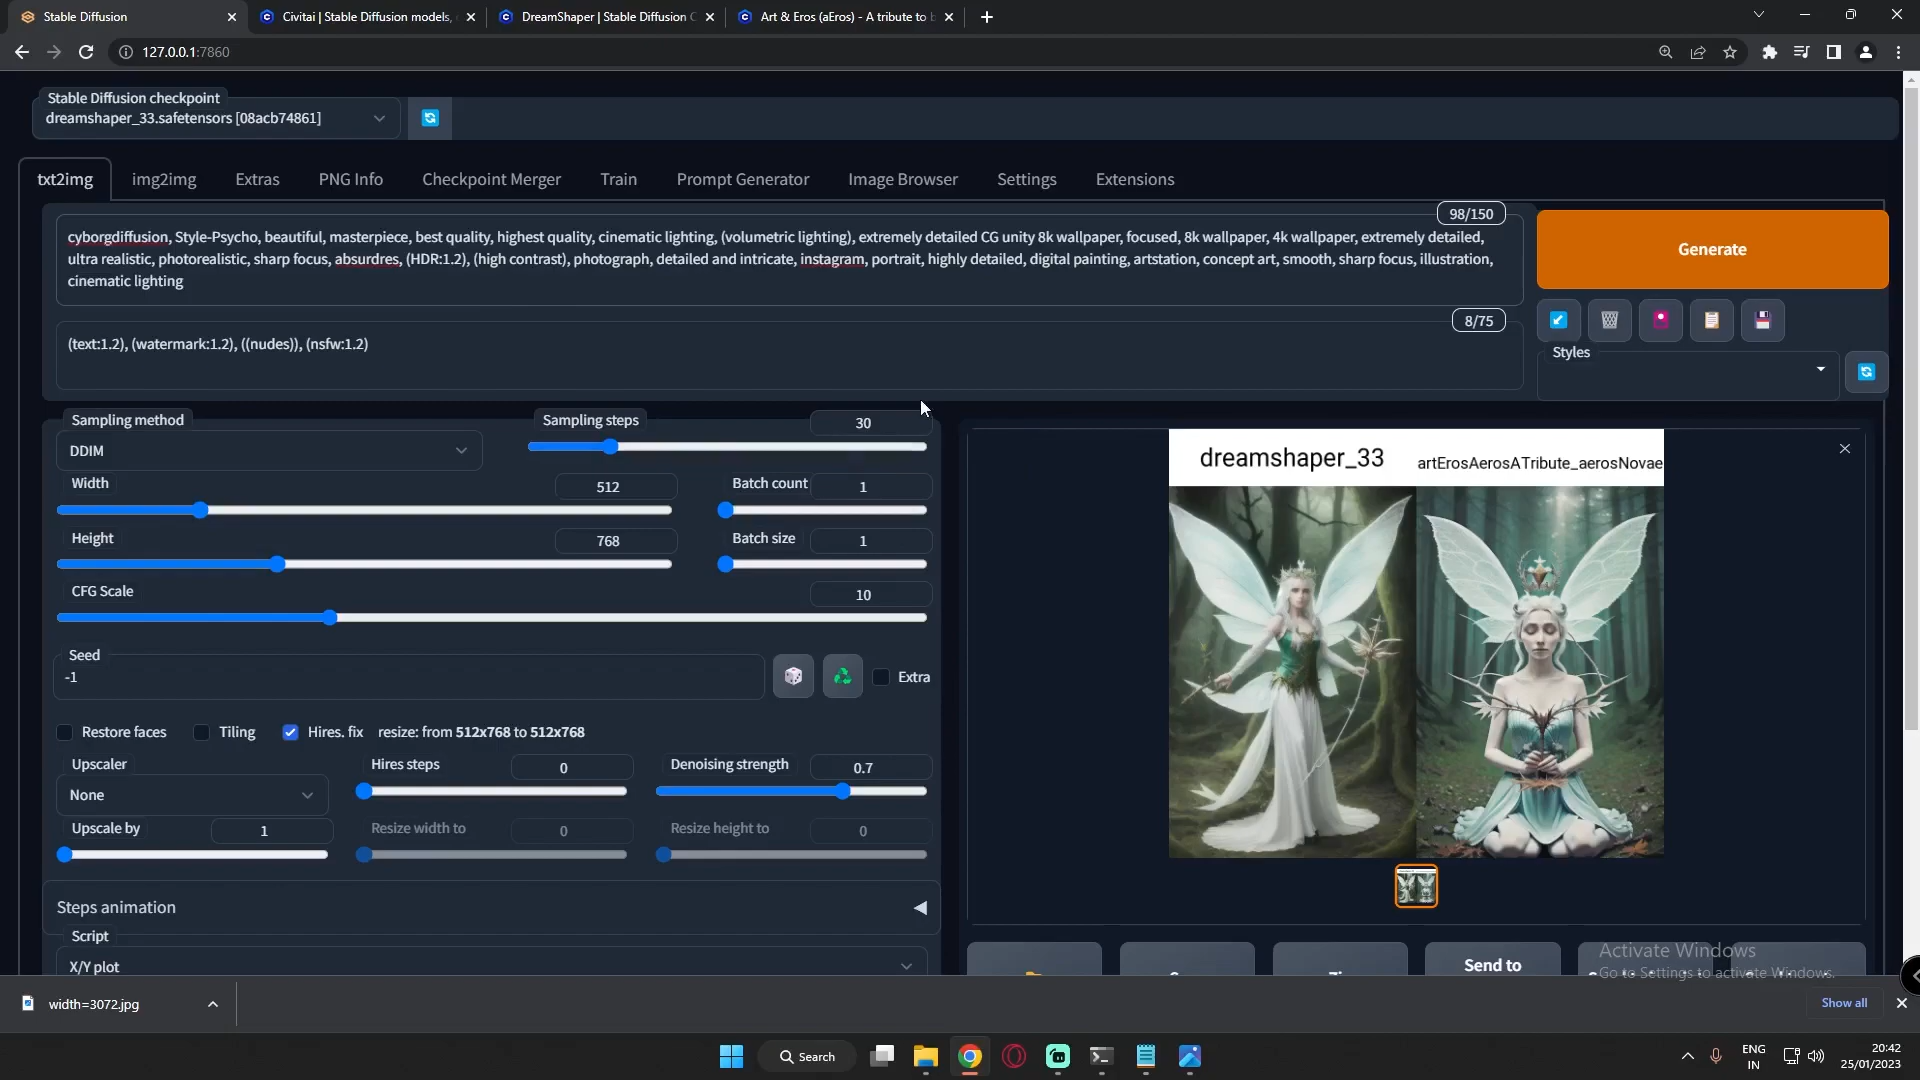 Stable Diffusion
Civitai | Stable Diffusion models,
DreamShaper | Stable Diffusion C
Art & Eros (aEros) - A tribute to b
127.0.0.1:7860
Stable Diffusion checkpoint
dreamshaper_33.safetensors [08acb74861]
txt2img
img2img
Extras
PNG Info
Checkpoint Merger
Train
Prompt Generator
Image Browser
Settings
Extensions
98/150
cyborgdiffusion, Style-Psycho, beautiful, masterpiece, best quality, highest quality, cinematic lighting, (volumetric lighting), extremely detailed CG unity 8k wallpaper, focused, 8k wallpaper, 4k wallpaper, extremely detailed,
ultra realistic, photorealistic, sharp focus, absurdres, (HDR:1.2), (high contrast), photograph, detailed and intricate, instagram, portrait, highly detailed, digital painting, artstation, concept art, smooth, sharp focus, illustration,
cinematic lighting
Generate
8/75
(text:1.2), (watermark:1.2), ((nudes)), (nsfw:1.2)
Styles
Sampling method
DDIM
Sampling steps
30
Width
512
Batch count
1
Height
768
Batch size
1
CFG Scale
10
Seed
-1
Extra
Restore faces
Tiling
Hires. fix
resize: from 512x768 to 512x768
Upscaler
None
Hires steps
0
Denoising strength
0.7
Upscale by
1
Resize width to
0
Resize height to
0
Steps animation
Script
X/Y plot
dreamshaper_33
artErosAerosATribute_aerosNovae
Send to
Activate Windows
Go to Settings to activate Windows.
width=3072.jpg
Show all
Search
ENG
IN
20:42
25/01/2023